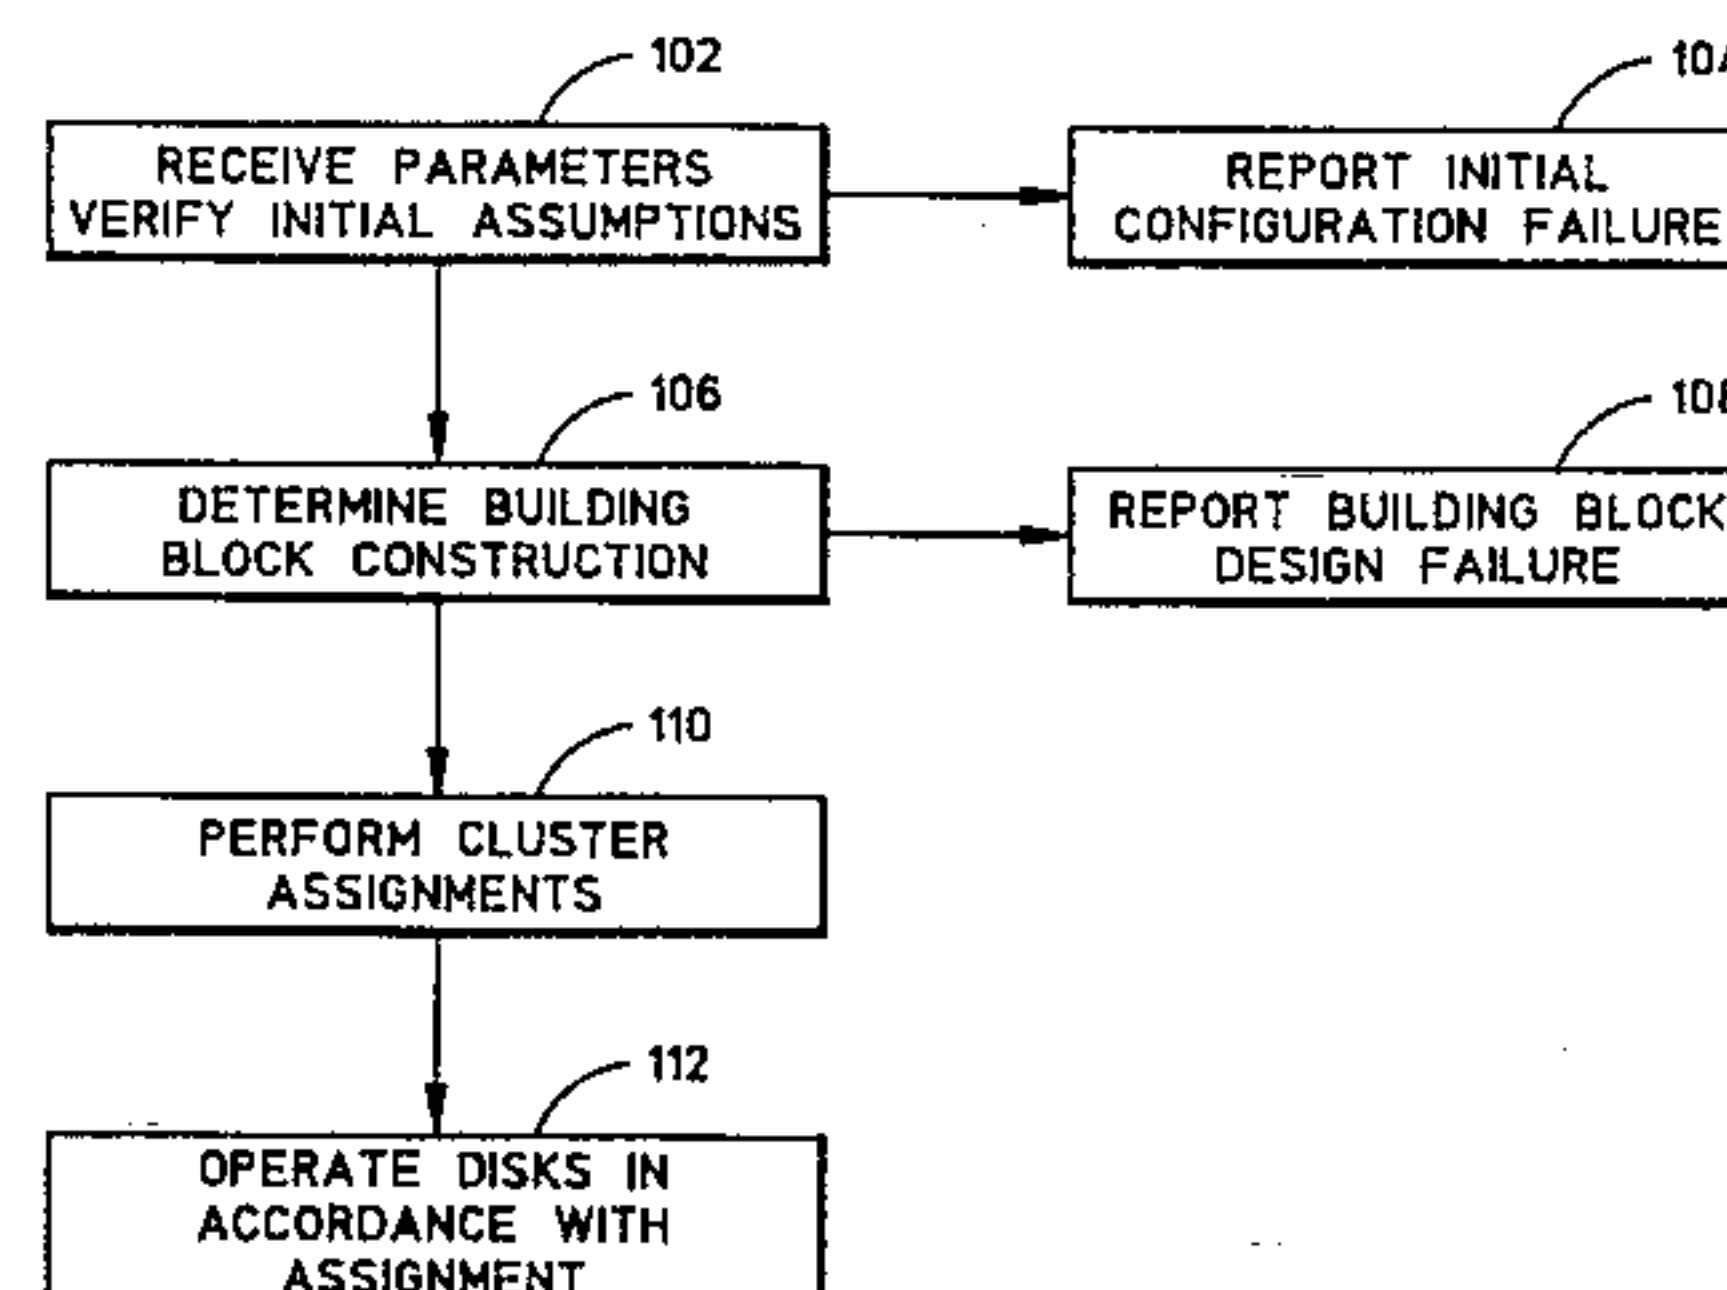 102
RECEIVE PARAMETERS
VERIFY INITIAL ASSUMPTIONS
REPORT INITIAL
CONFIGURATION FAILURE
106
DETERMINE BUILDING
BLOCK CONSTRUCTION
REPORT BUILDING BLOCK
DESIGN FAILURE
110
PERFORM CLUSTER
ASSIGNMENTS
112
OPERATE DISKS IN
ACCORDANCE WITH
ASSIGNMENT